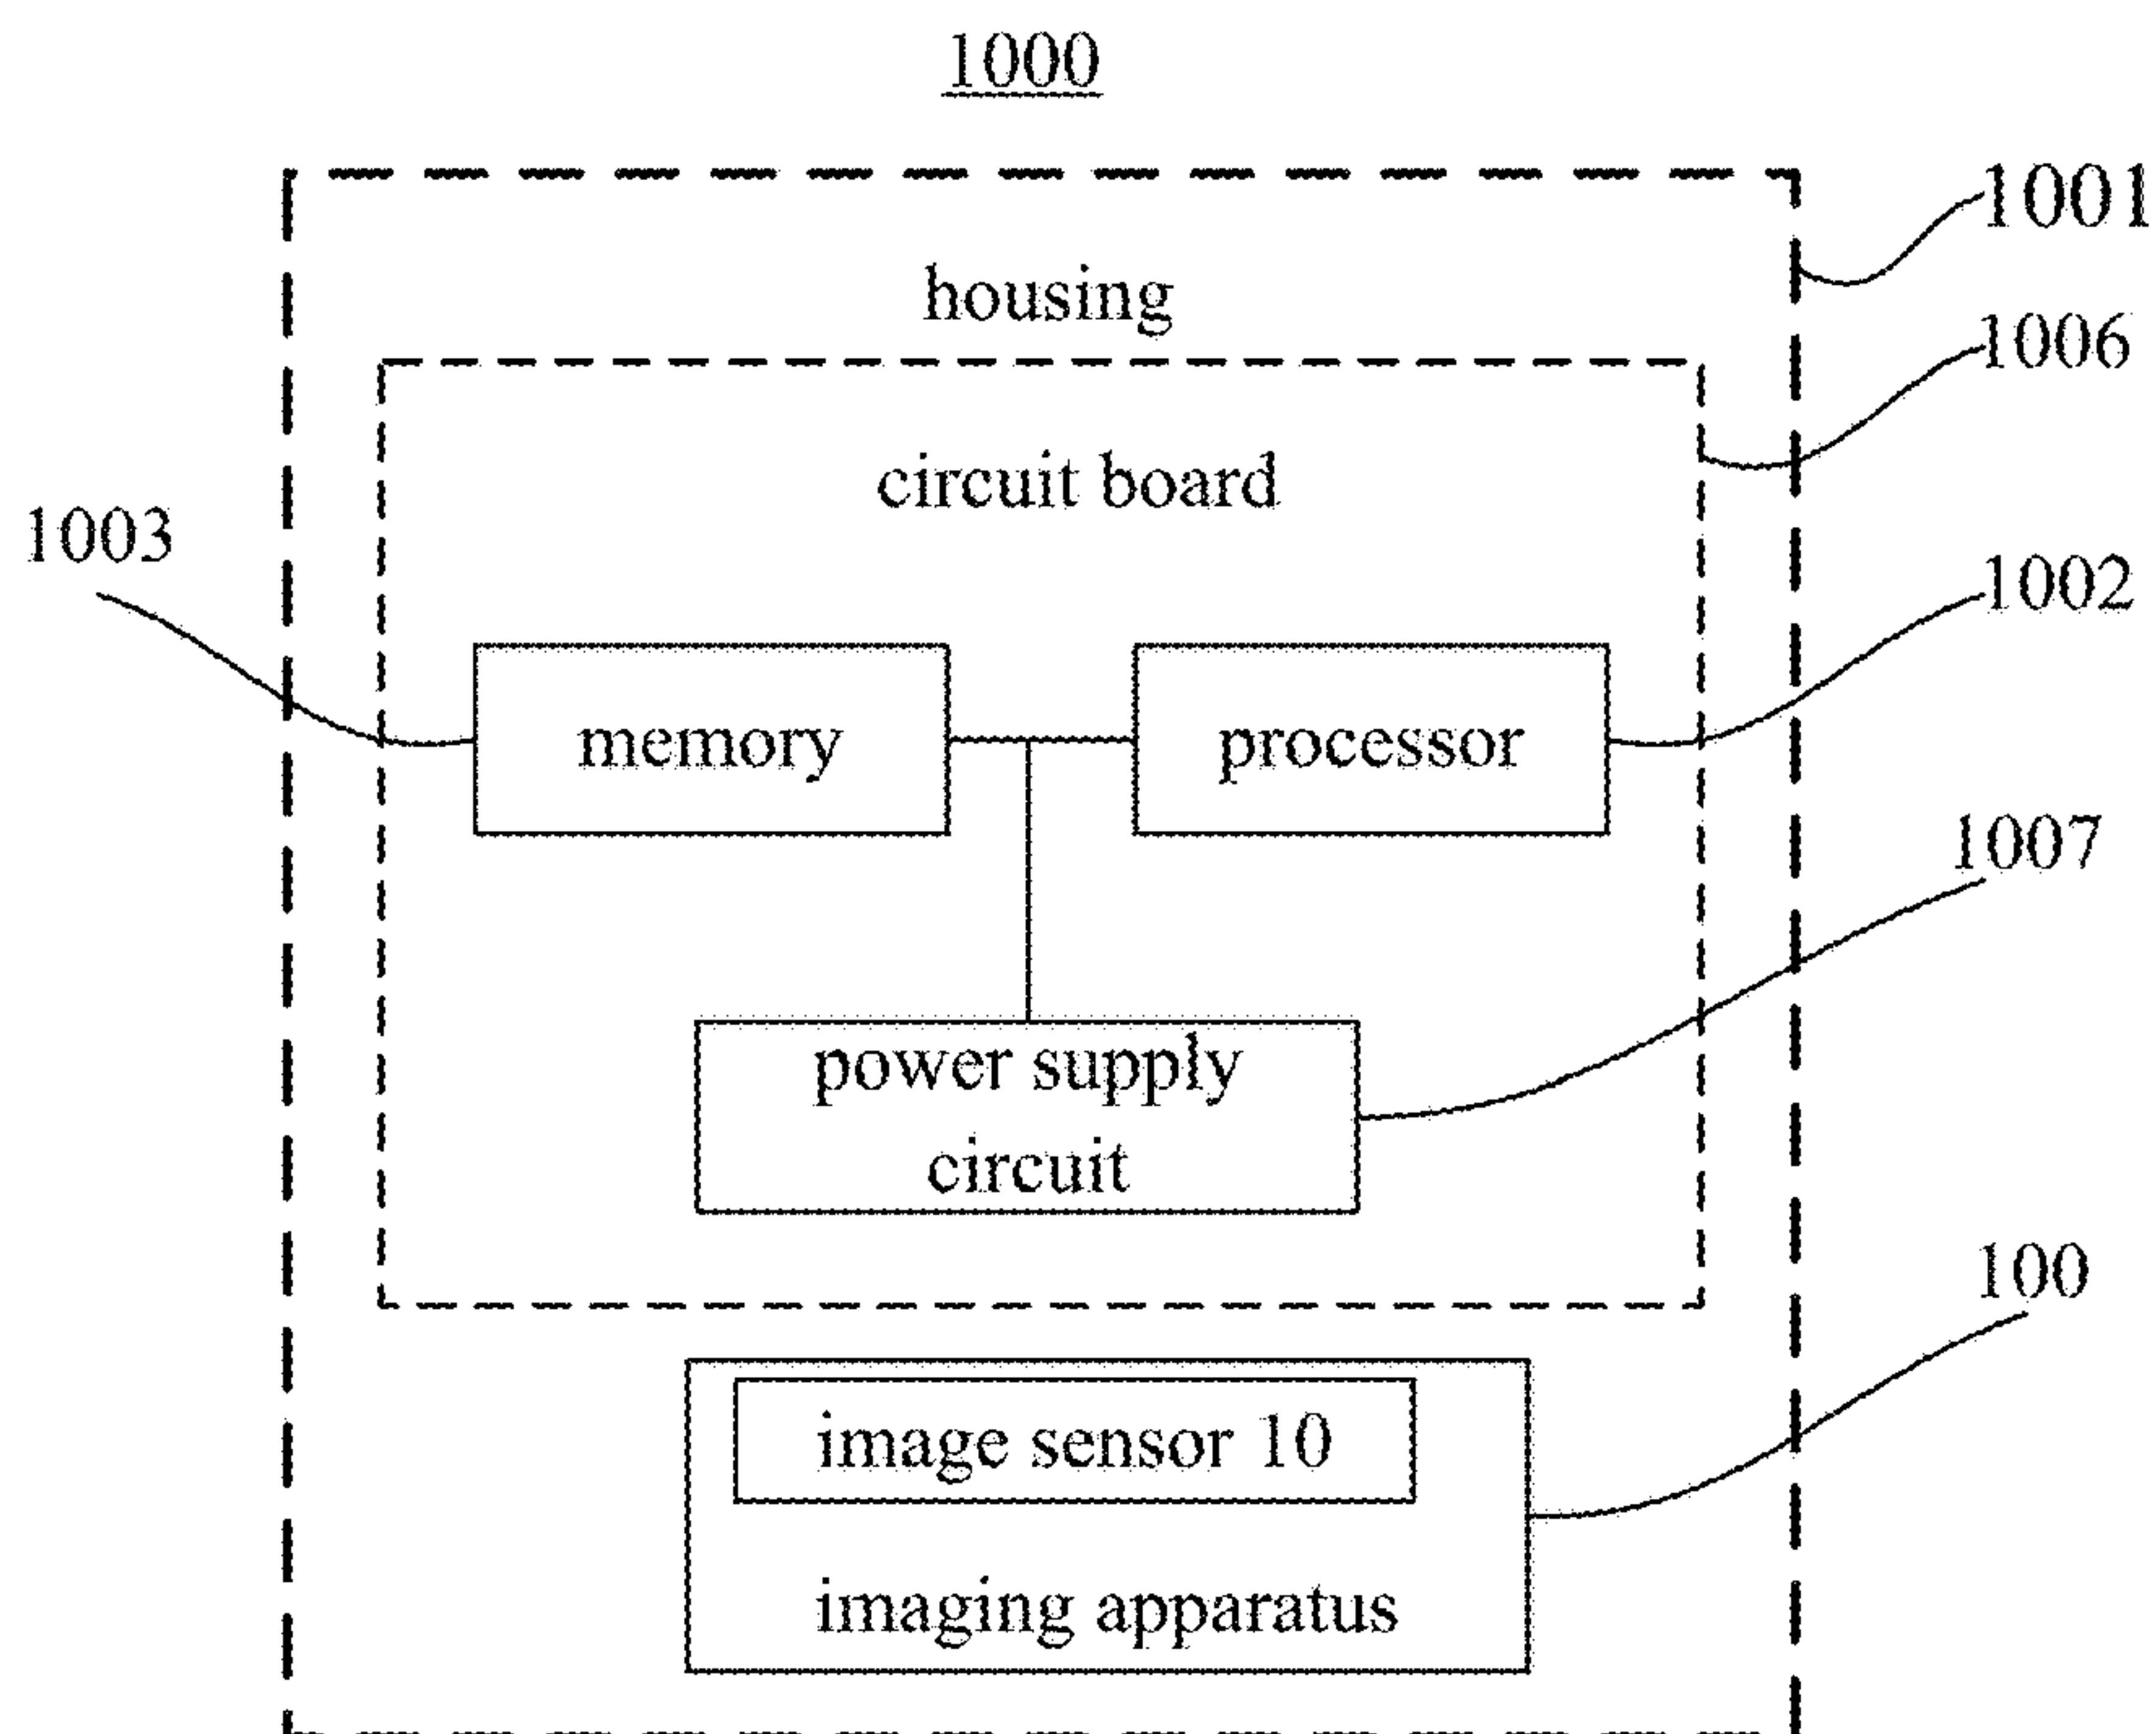 1000
1001
housing
1006
circuit board
1003
1002
memory
processor
1007
power supply
circuit
100
image sensor 10
imaging apparatus